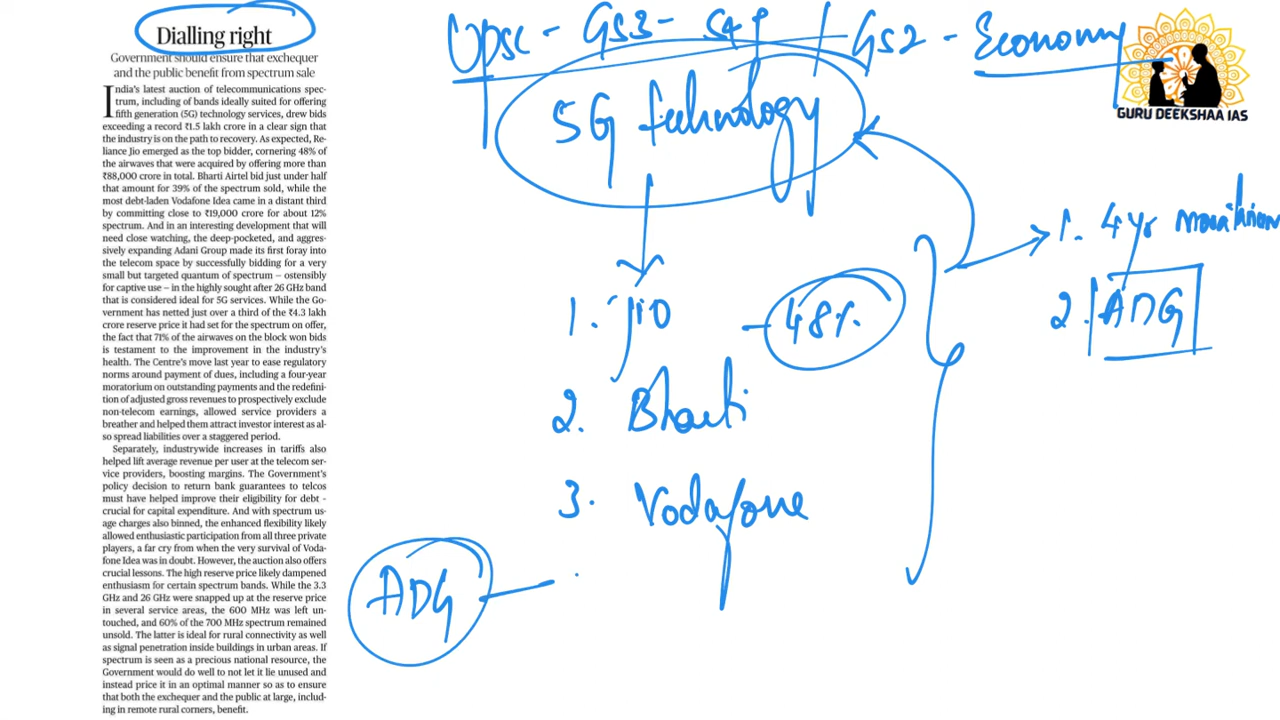 Dialling right
Government should ensure that exchequer
and the public benefit from spectrum sale
India's latest auction of telecommunications spec-
trum, including of bands ideally suited for offering
fifth generation (5G) technology services, drew bids
exceeding a record ₹1.5 lakh crore in a clear sign that
the industry is on the path to recovery. As expected, Re-
liance Jio emerged as the top bidder, cornering 48% of
the airwaves that were acquired by offering more than
₹88,000 crore in total. Bharti Airtel bid just under half
that amount for 39% of the spectrum sold, while the
most debt-laden Vodafone Idea came in a distant third
by committing close to ₹19,000 crore for about 12%
spectrum. And in an interesting development that will
need close watching, the deep-pocketed, and aggres-
sively expanding Adani Group made its first foray into
the telecom space by successfully bidding for a very
small but targeted quantum of spectrum – ostensibly
for captive use – in the highly sought after 26 GHz band
that is considered ideal for 5G services. While the Go-
vernment has netted just over a third of the ₹4.3 lakh
crore reserve price it had set for the spectrum on offer,
the fact that 71% of the airwaves on the block won bids
is testament to the improvement in the industry's
health. The Centre's move last year to ease regulatory
norms around payment of dues, including a four-year
moratorium on outstanding payments and the redefini-
tion of adjusted gross revenues to prospectively exclude
non-telecom earnings, allowed service providers a
breather and helped them attract investor interest as al-
so spread liabilities over a staggered period.
Separately, industrywide increases in tariffs also
helped lift average revenue per user at the telecom ser-
vice providers, boosting margins. The Government's
policy decision to return bank guarantees to telcos
must have helped improve their eligibility for debt -
crucial for capital expenditure. And with spectrum us-
age charges also binned, the enhanced flexibility likely
allowed enthusiastic participation from all three private
players, a far cry from when the very survival of Voda-
fone Idea was in doubt. However, the auction also offers
crucial lessons. The high reserve price likely dampened
enthusiasm for certain spectrum bands. While the 3.3
GHz and 26 GHz were snapped up at the reserve price
in several service areas, the 600 MHz was left un-
touched, and 60% of the 700 MHz spectrum remained
unsold. The latter is ideal for rural connectivity as well
as signal penetration inside buildings in urban areas. If
spectrum is seen as a precious national resource, the
Government would do well to not let it lie unused and
instead price it in an optimal manner so as to ensure
that both the exchequer and the public at large, includ-
ing in remote rural corners, benefit.
UPSC - GS3 - S&T / GS2 - Economy
GURU DEEKSHAA IAS
5G Technology
1. JIO - 48%
2. Bharti
3. Vodafone
ADG
1. 4 yr
2. ADG